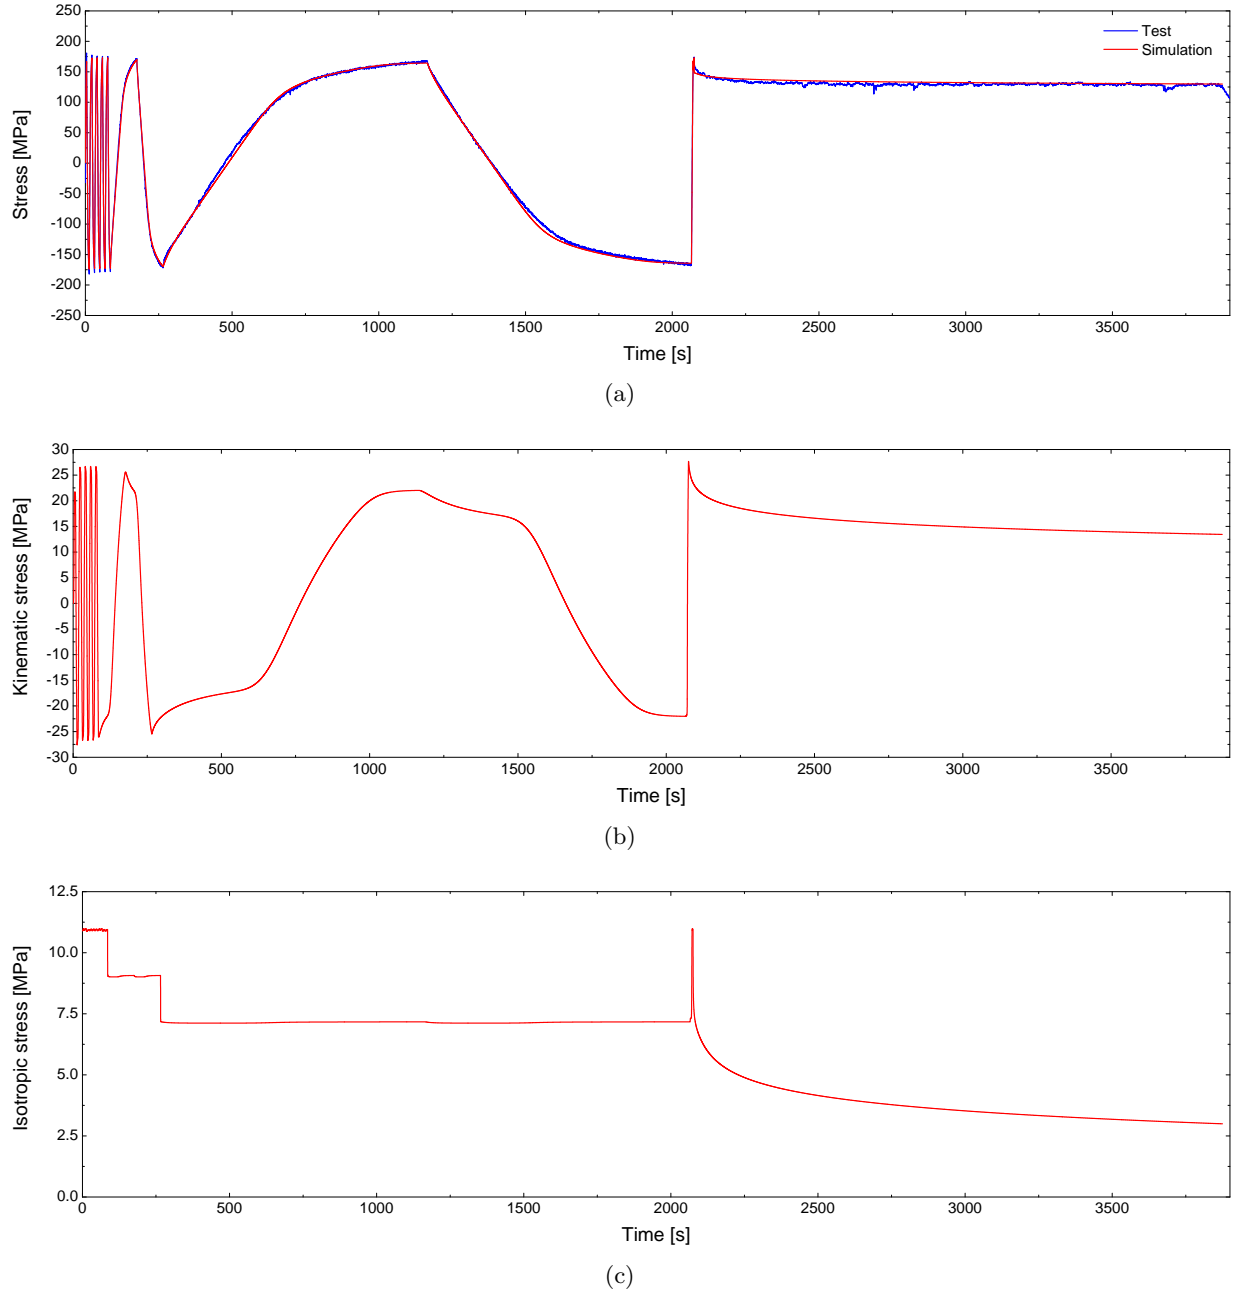 250
200
150
100
50
0
-50
-100
-150
-200
-250
Stress [MPa]
Test
Simulation
0 500 1000 1500 2000 2500 3000 3500
Time [s]
(a)
30
25
20
15
10
5
0
-5
-10
-15
-20
-25
-30
Kinematic stress [MPa]
0 500 1000 1500 2000 2500 3000 3500
Time [s]
(b)
12.5
10.0
7.5
5.0
2.5
0.0
Isotropic stress [MPa]
0 500 1000 1500 2000 2500 3000 3500
Time [s]
(c)